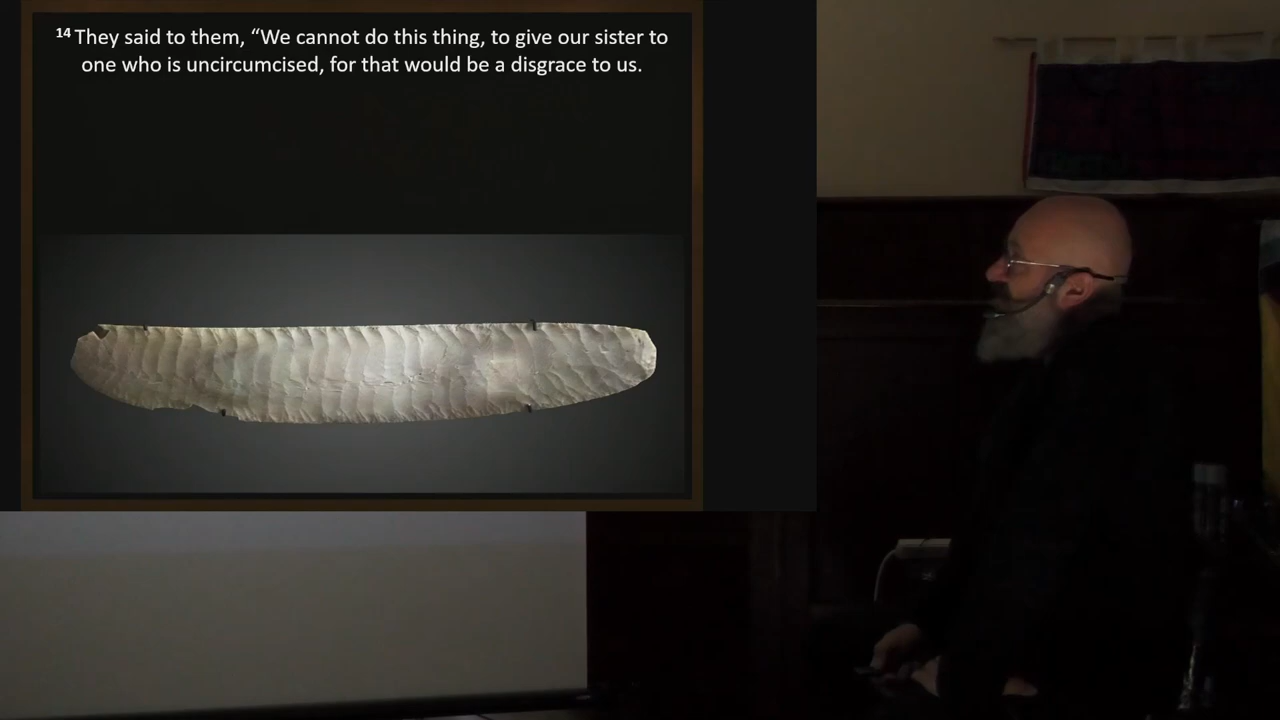 14 They said to them, “We cannot do this thing, to give our sister to
one who is uncircumcised, for that would be a disgrace to us.